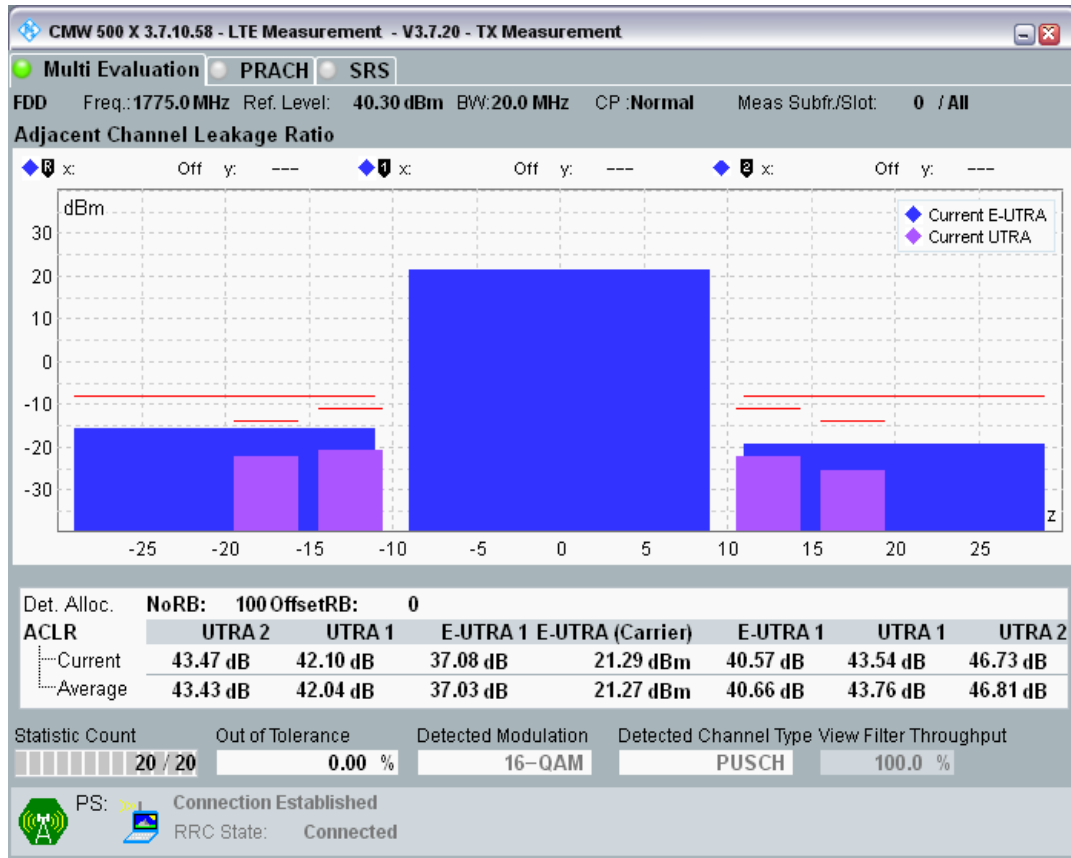 CMW 500 X 3.7.10.58 - LTE Measurement - V3.7.20 - TX Measurement
Multi Evaluation PRACH SRS
FDD Freq.:1775.0 MHz Ref. Level: 40.30 dBm BW:20.0 MHz CP :Normal Meas Subfr./Slot: 0 / All
Adjacent Channel Leakage Ratio
R x: Off y: --- 1 x: Off y: --- 2 x: Off y: ---
dBm
Current E-UTRA
Current UTRA
30
20
10
0
-10
-20
-30
z
-25 -20 -15 -10 -5 0 5 10 15 20 25
Det. Alloc. NoRB: 100 OffsetRB: 0
ACLR UTRA 2 UTRA 1 E-UTRA 1 E-UTRA (Carrier) E-UTRA 1 UTRA 1 UTRA 2
Current 43.47 dB 42.10 dB 37.08 dB 21.29 dBm 40.57 dB 43.54 dB 46.73 dB
Average 43.43 dB 42.04 dB 37.03 dB 21.27 dBm 40.66 dB 43.76 dB 46.81 dB
Statistic Count Out of Tolerance Detected Modulation Detected Channel Type View Filter Throughput
20 / 20 0.00 % 16-QAM PUSCH 100.0 %
PS: Connection Established
RRC State: Connected